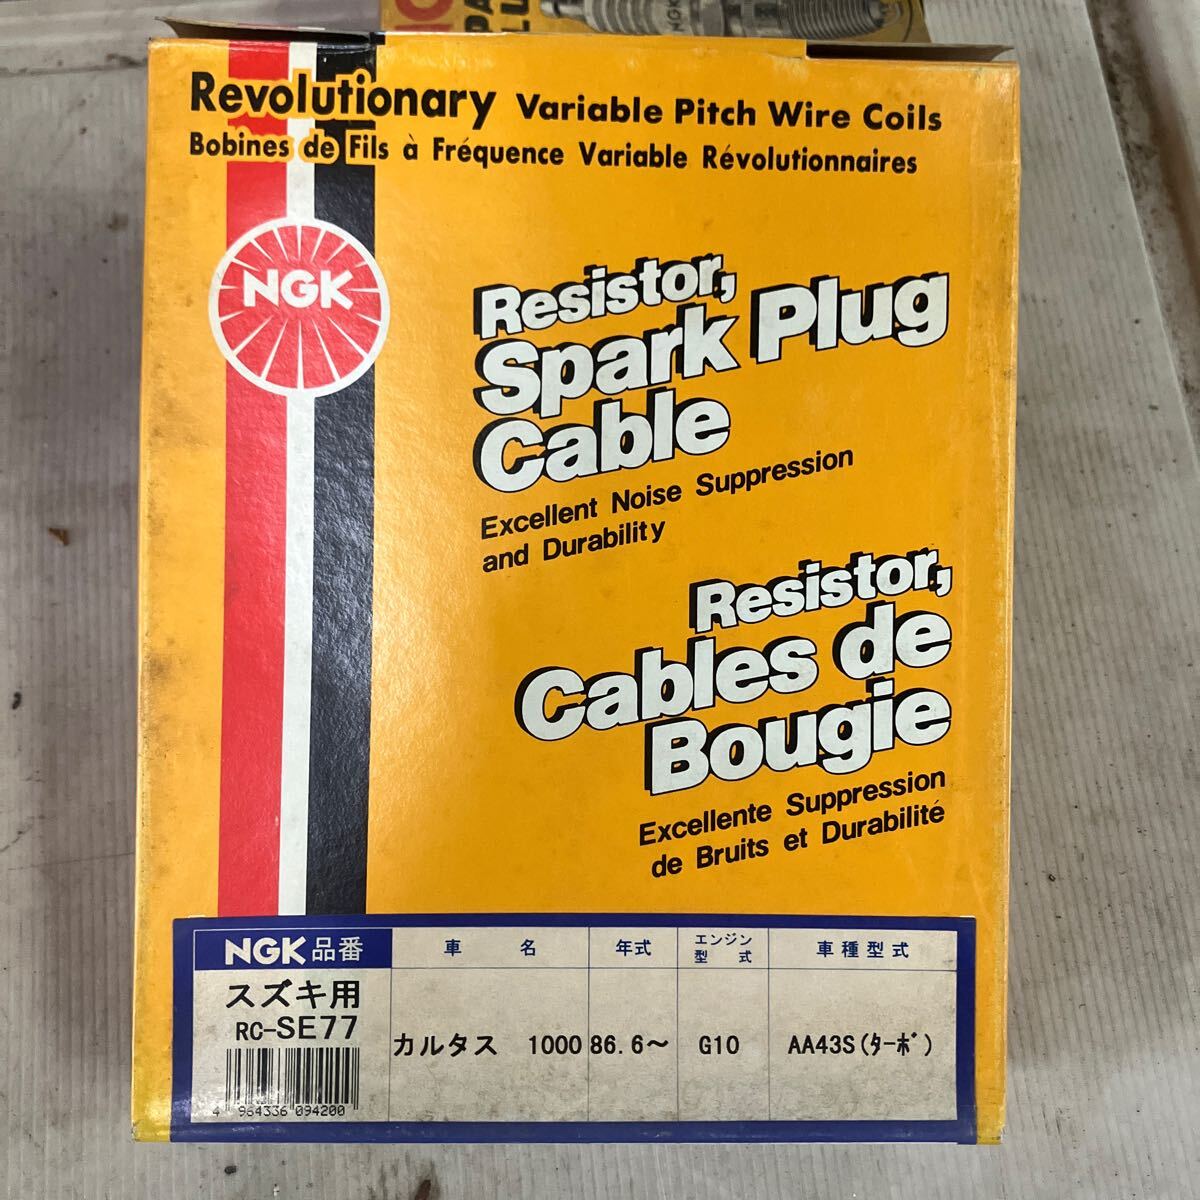 NGK
Revolutionary Variable Pitch Wire Coils
Bobines de Fils à Fréquence Variable Révolutionnaires
NGK
Resistor,
Spark Plug
Cable
Excellent Noise Suppression
and Durability
Resistor,
Cables de
Bougie
Excellente Suppression
de Bruits et Durabilité
NGK品番 車名 年式 エンジン型式 車種型式
スズキ用
RC-SE77
カルタス 1000 86.6〜 G10 AA43S(ターボ)
4 964336 094200